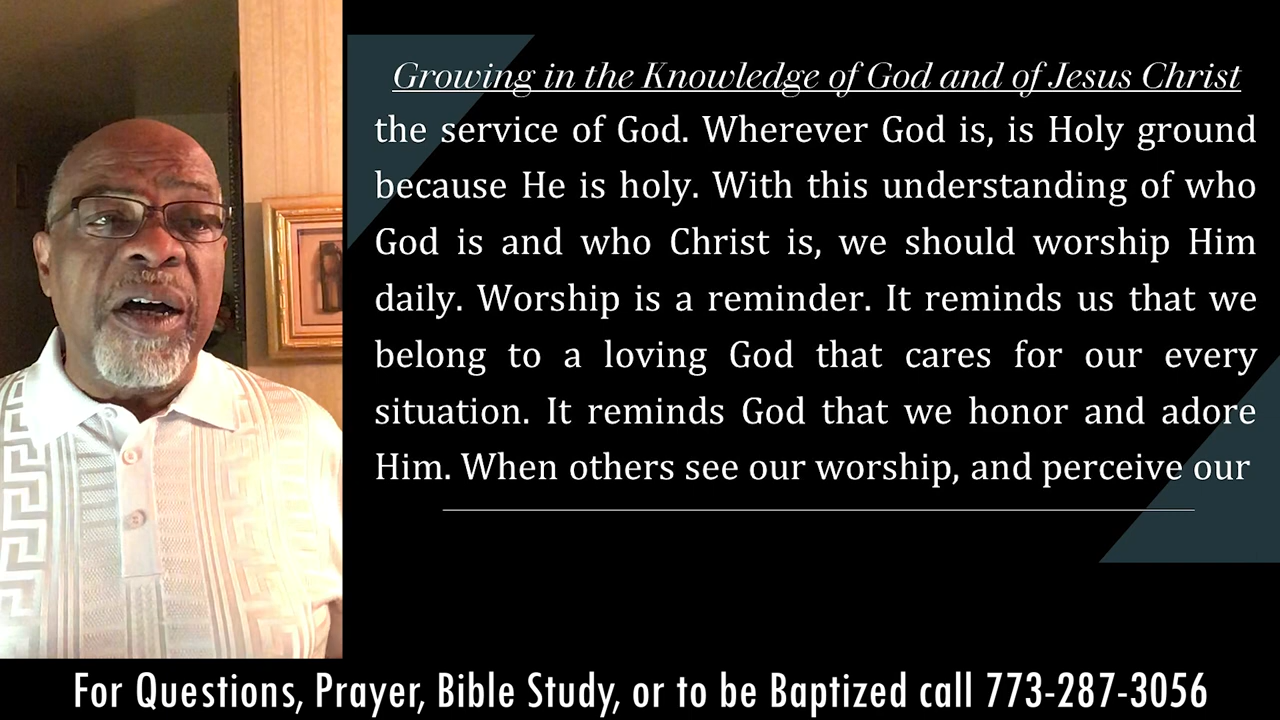 Growing in the Knowledge of God and of Jesus Christ
the service of God. Wherever God is, is Holy ground
because He is holy. With this understanding of who
God is and who Christ is, we should worship Him
daily. Worship is a reminder. It reminds us that we
belong to a loving God that cares for our every
situation. It reminds God that we honor and adore
Him. When others see our worship, and perceive our
For Questions, Prayer, Bible Study, or to be Baptized call 773-287-3056